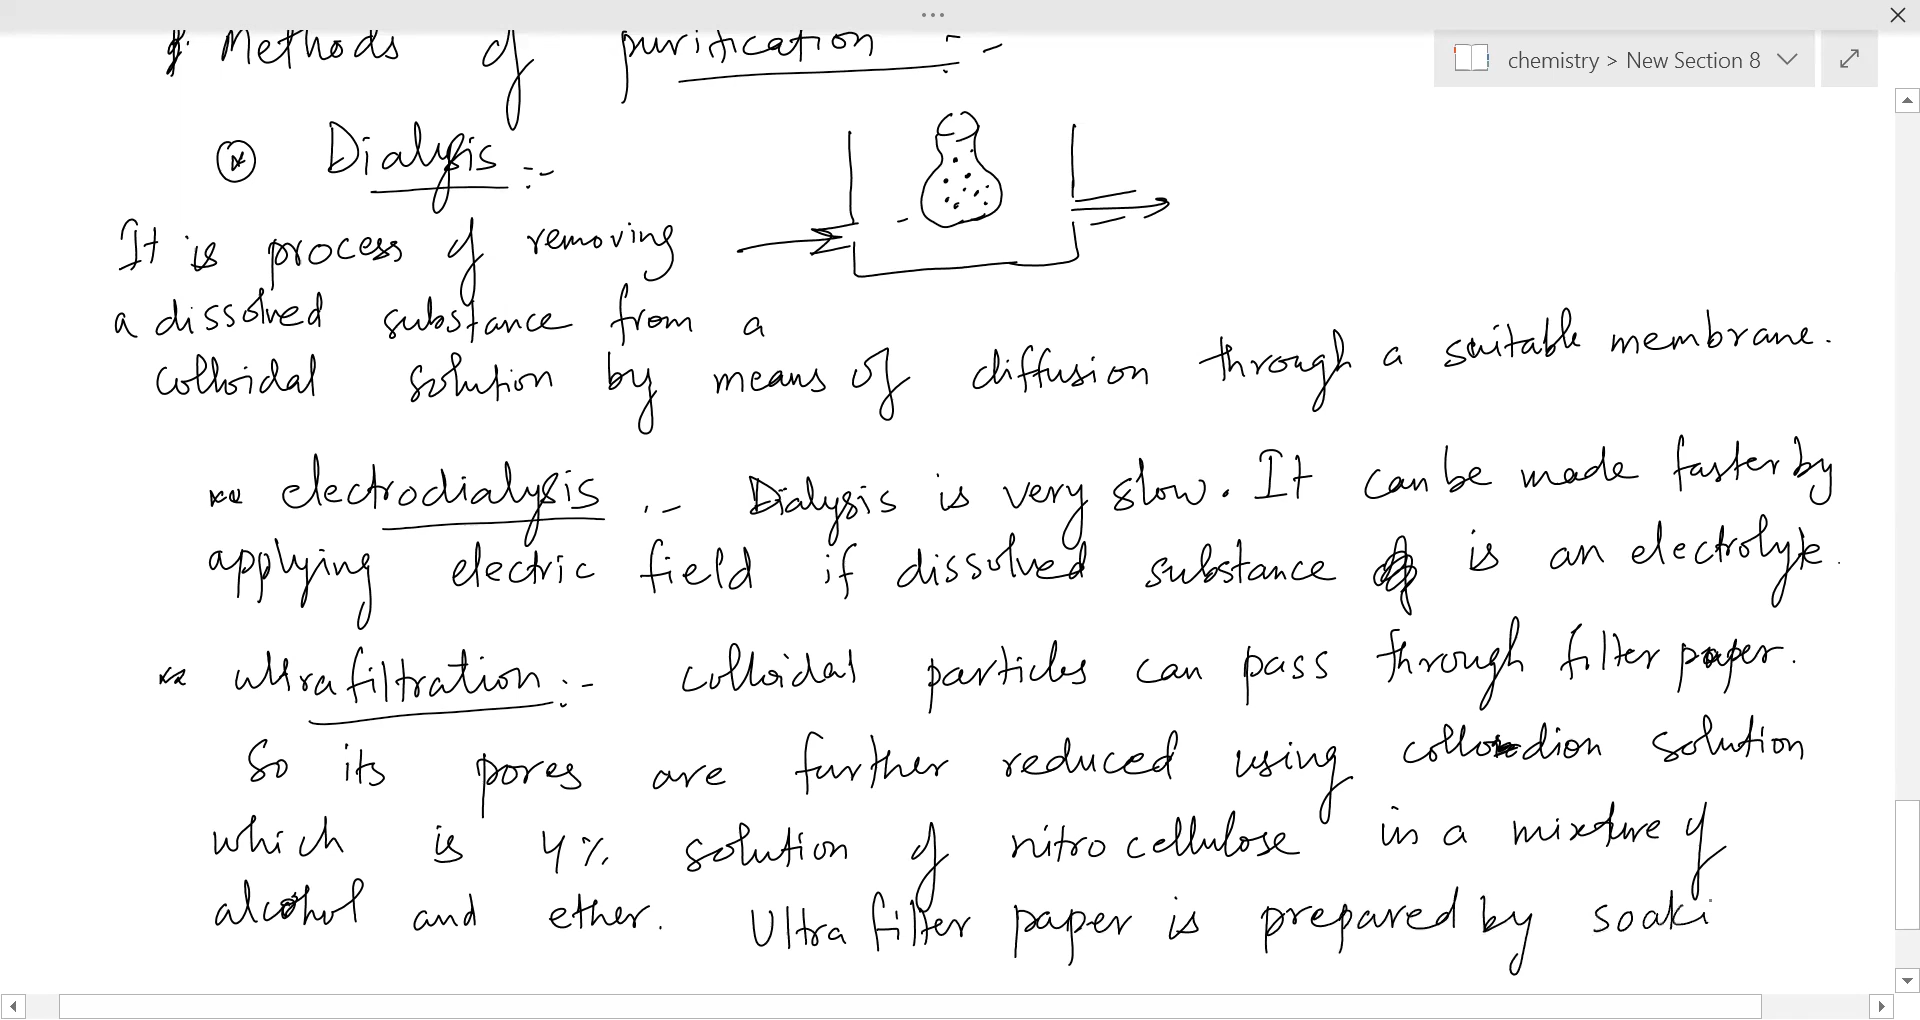 Methods of purification :-
chemistry > New Section 8
Dialysis :-
It is process of removing
a dissolved substance from a
colloidal solution by means of diffusion through a suitable membrane.
electrodialysis :- Dialysis is very slow. It can be made faster by
applying electric field if dissolved substance is an electrolyte.
ultrafiltration :- colloidal particles can pass through filter paper.
So its pores are further reduced using collodion solution
which is 4% solution of nitrocellulose in a mixture of
alcohol and ether. Ultra filter paper is prepared by soaki